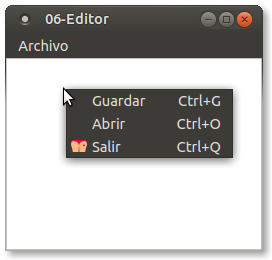 06-Editor
Archivo
Guardar Ctrl+G
Abrir Ctrl+O
Salir Ctrl+Q